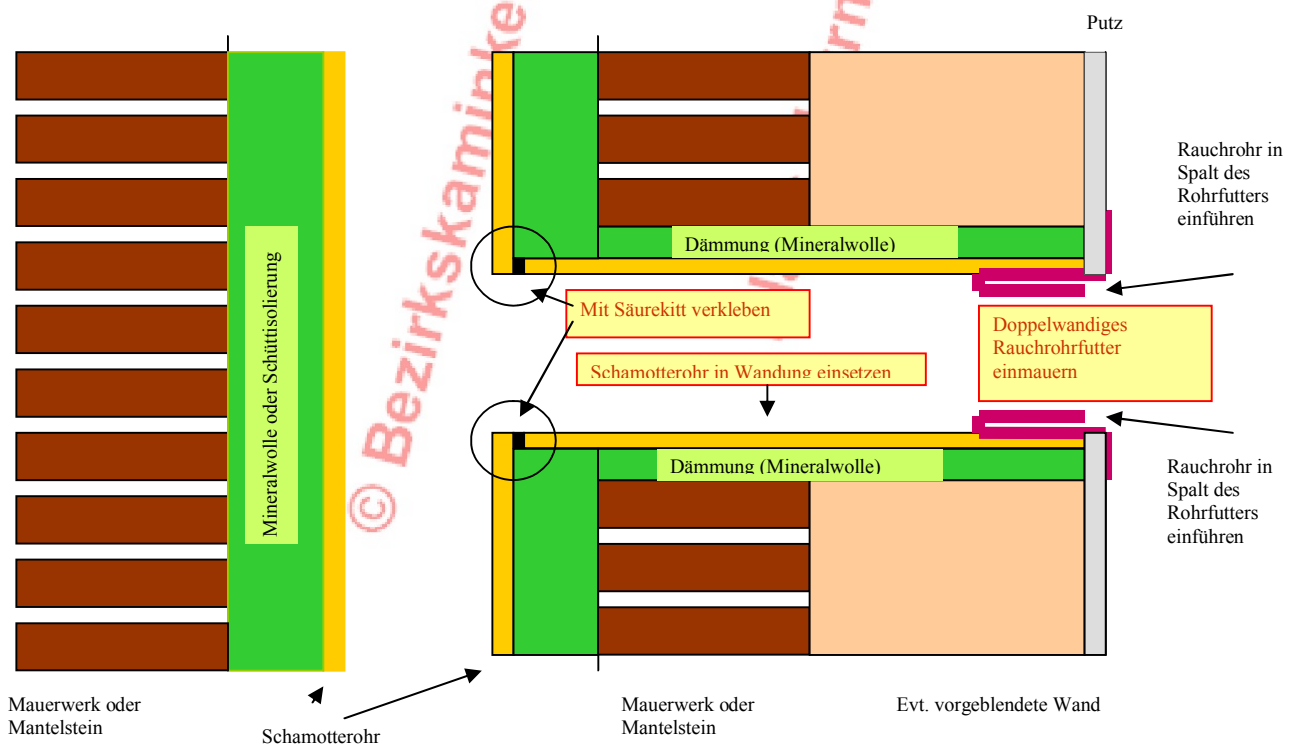 Putz
Rauchrohr in
Spalt des
Rohrfutters
einführen
Dämmung (Mineralwolle)
Mineralwolle oder Schüttisolierung
Mit Säurekitt verkleben
Doppelwandiges
Rauchrohrfutter
einmauern
Schamotterohr in Wandung einsetzen
Dämmung (Mineralwolle)
Rauchrohr in
Spalt des
Rohrfutters
einführen
© Bezirskaminke
Mauerwerk oder
Mantelstein
Schamotterohr
Mauerwerk oder
Mantelstein
Evt. vorgeblendete Wand